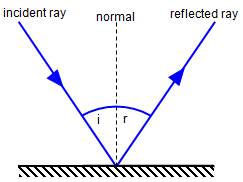 incident ray
normal
reflected ray
i
r